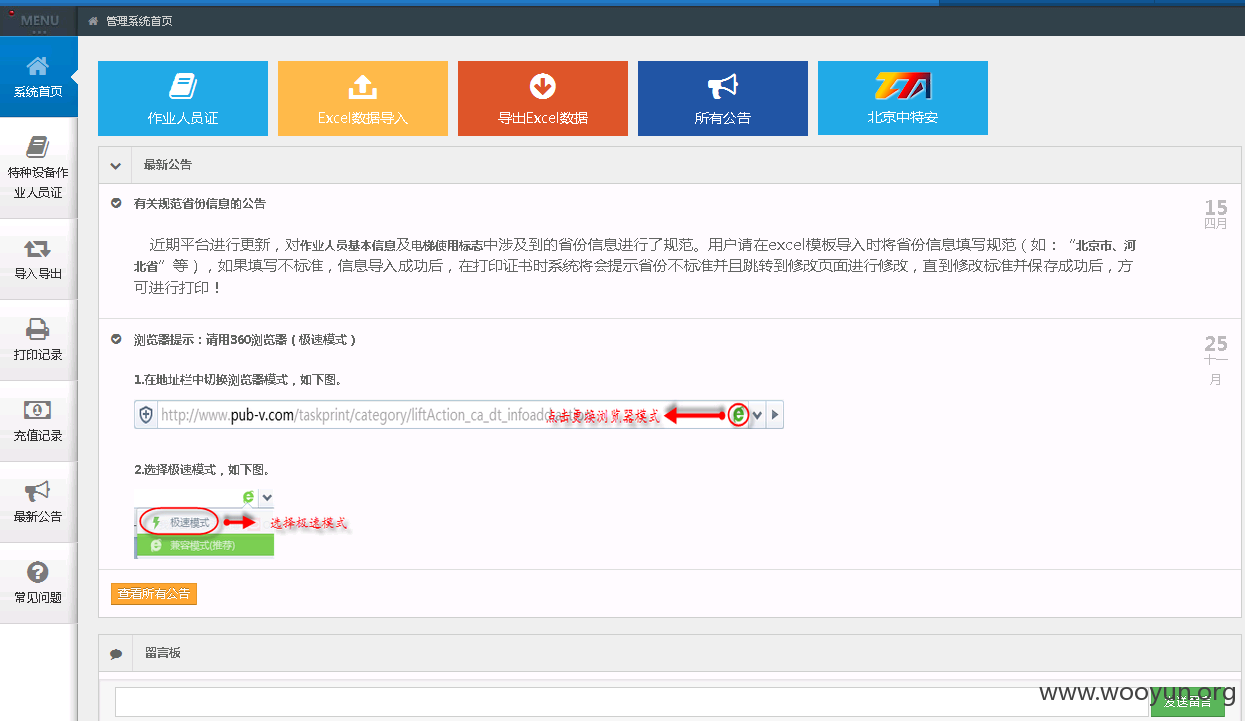 MENU
管理系统首页
系统首页
特种设备作
业人员证
导入导出
打印记录
充值记录
最新公告
常见问题
作业人员证
Excel数据导入
导出Excel数据
所有公告
北京中特安
最新公告
有关规范省份信息的公告
15
四月
近期平台进行更新，对作业人员基本信息及电梯使用标志中涉及到的省份信息进行了规范。用户请在excel模板导入时将省份信息填写规范（如：“北京市、河
北省”等），如果填写不标准，信息导入成功后，在打印证书时系统将会提示省份不标准并且跳转到修改页面进行修改，直到修改标准并保存成功后，方
可进行打印！
浏览器提示：请用360浏览器（极速模式）
25
十一
月
1.在地址栏中切换浏览器模式，如下图。
http://www.pub-v.com/taskprint/category/liftAction_ca_dt_infoadd
点击更换浏览器模式
2.选择极速模式，如下图。
极速模式
选择极速模式
兼容模式(推荐)
查看所有公告
留言板
发送留言
www.wooyun.org